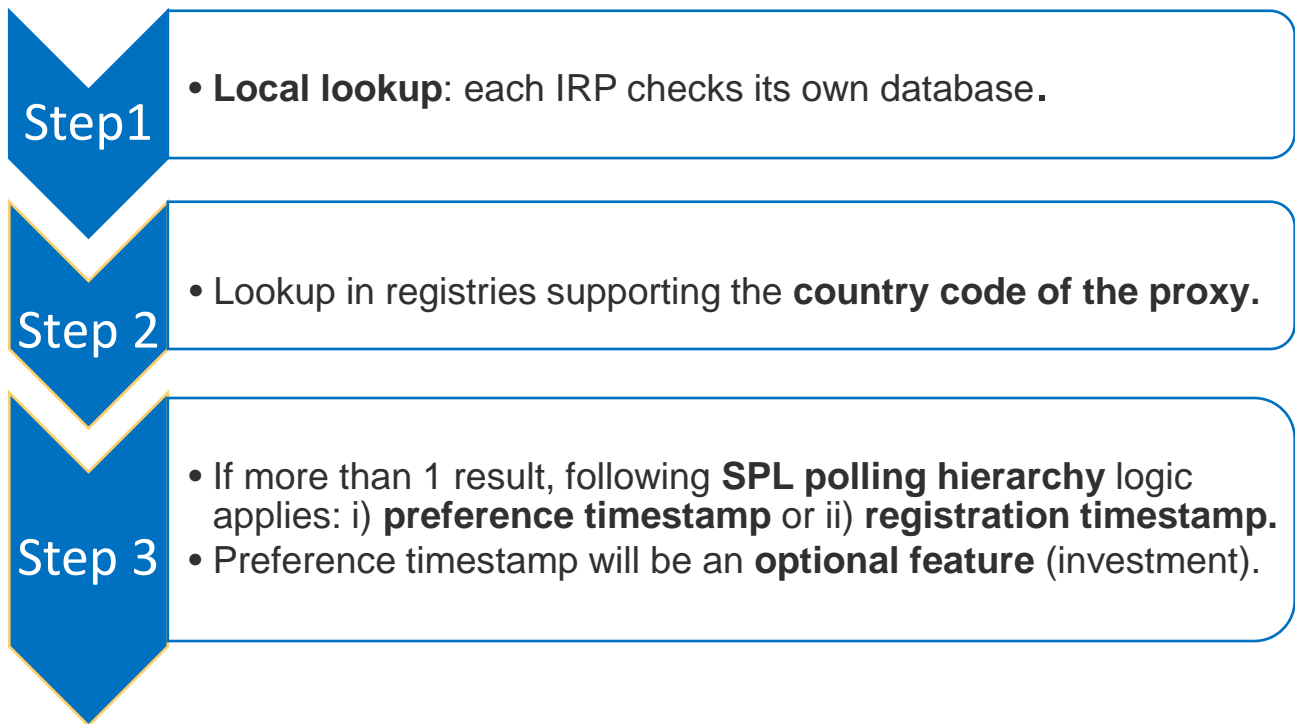 Step1
• Local lookup: each IRP checks its own database.
Step 2
• Lookup in registries supporting the country code of the proxy.
Step 3
• If more than 1 result, following SPL polling hierarchy logic
applies: i) preference timestamp or ii) registration timestamp.
• Preference timestamp will be an optional feature (investment).